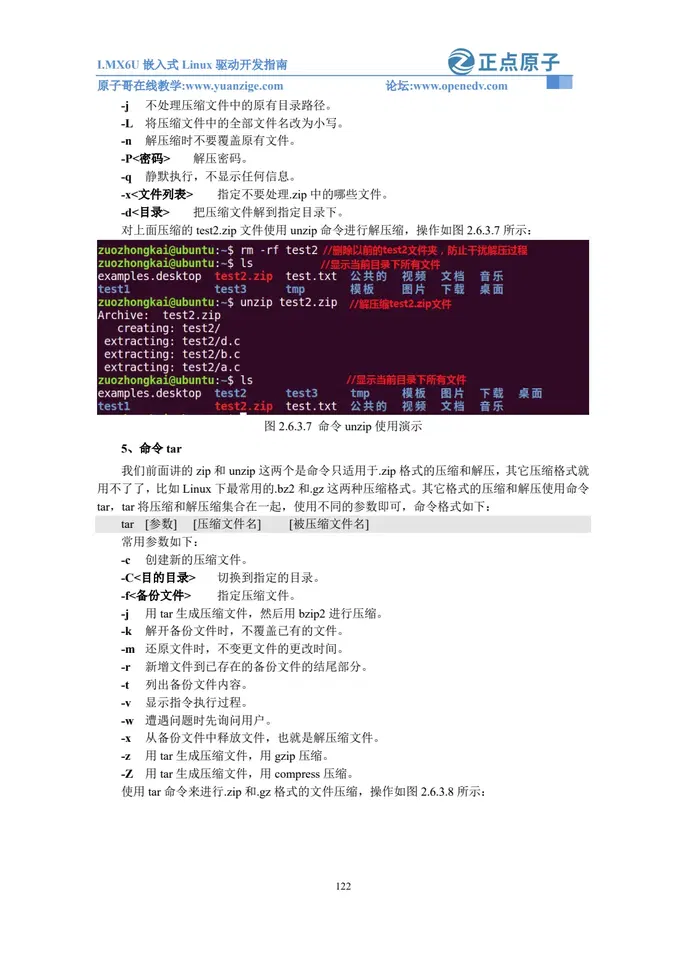 I.MX6U 嵌入式 Linux 驱动开发指南
正点原子
原子哥在线教学:www.yuanzige.com 论坛:www.openedv.com
-j 不处理压缩文件中的原有目录路径。
-L 将压缩文件中的全部文件名改为小写。
-n 解压缩时不要覆盖原有文件。
-P<密码> 解压密码。
-q 静默执行，不显示任何信息。
-x<文件列表> 指定不要处理.zip 中的哪些文件。
-d<目录> 把压缩文件解到指定目录下。
对上面压缩的 test2.zip 文件使用 unzip 命令进行解压缩，操作如图 2.6.3.7 所示：
zuozhongkai@ubuntu:~$ rm -rf test2 //删除以前的test2文件夹，防止干扰解压过程
zuozhongkai@ubuntu:~$ ls //显示当前目录下所有文件
examples.desktop test2.zip test.txt 公共的 视频 文档 音乐
test1 test3 tmp 模板 图片 下载 桌面
zuozhongkai@ubuntu:~$ unzip test2.zip //解压缩test2.zip文件
Archive: test2.zip
creating: test2/
extracting: test2/d.c
extracting: test2/b.c
extracting: test2/a.c
zuozhongkai@ubuntu:~$ ls //显示当前目录下所有文件
examples.desktop test2 test3 tmp 模板 图片 下载 桌面
test1 test2.zip test.txt 公共的 视频 文档 音乐
图 2.6.3.7 命令 unzip 使用演示
5、命令 tar
我们前面讲的 zip 和 unzip 这两个是命令只适用于.zip 格式的压缩和解压，其它压缩格式就
用不了了，比如 Linux 下最常用的.bz2 和.gz 这两种压缩格式。其它格式的压缩和解压使用命令
tar，tar 将压缩和解压缩集合在一起，使用不同的参数即可，命令格式如下：
tar [参数] [压缩文件名] [被压缩文件名]
常用参数如下：
-c 创建新的压缩文件。
-C<目的目录> 切换到指定的目录。
-f<备份文件> 指定压缩文件。
-j 用 tar 生成压缩文件，然后用 bzip2 进行压缩。
-k 解开备份文件时，不覆盖已有的文件。
-m 还原文件时，不变更文件的更改时间。
-r 新增文件到已存在的备份文件的结尾部分。
-t 列出备份文件内容。
-v 显示指令执行过程。
-w 遭遇问题时先询问用户。
-x 从备份文件中释放文件，也就是解压缩文件。
-z 用 tar 生成压缩文件，用 gzip 压缩。
-Z 用 tar 生成压缩文件，用 compress 压缩。
使用 tar 命令来进行.zip 和.gz 格式的文件压缩，操作如图 2.6.3.8 所示：
122